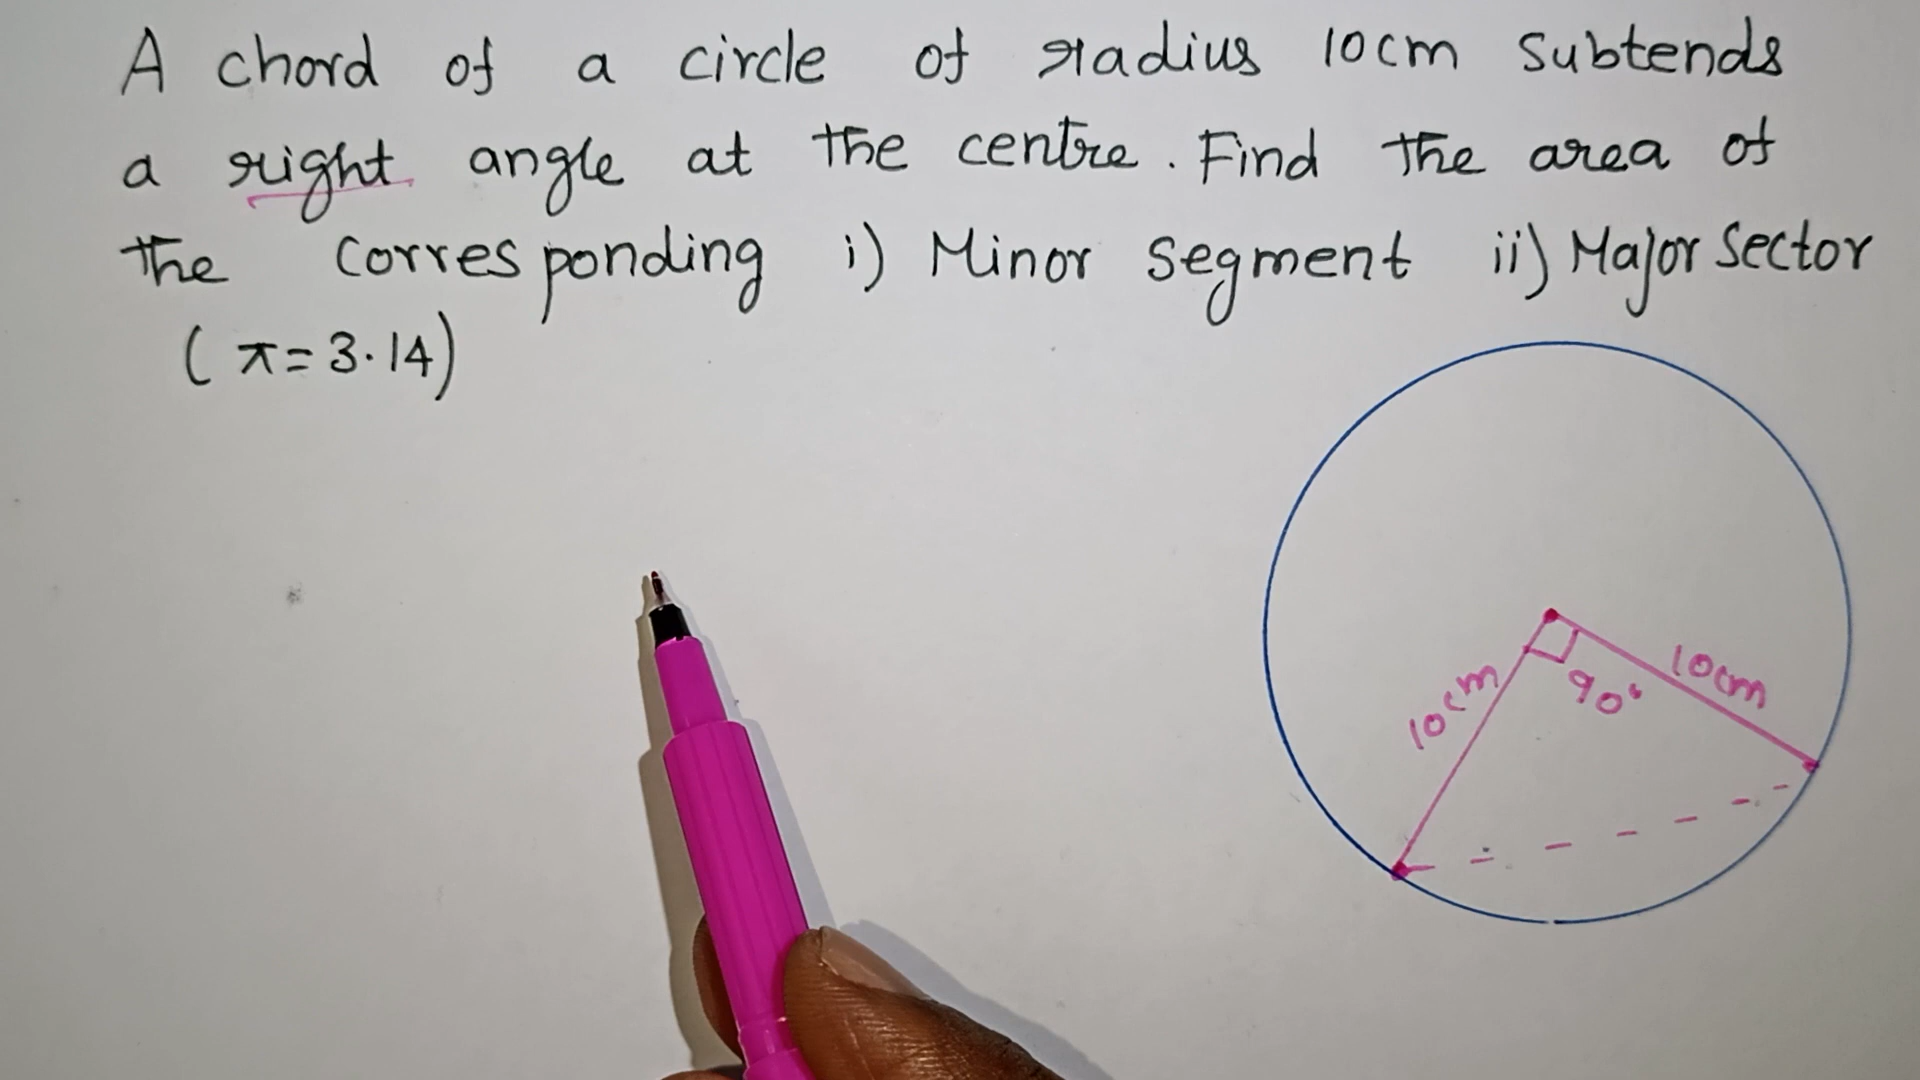 A chord of a circle of radius 10cm subtends
a right angle at the centre. Find the area of
the corresponding i) Minor segment ii) Major sector
(π=3.14)
10cm
90°
10cm